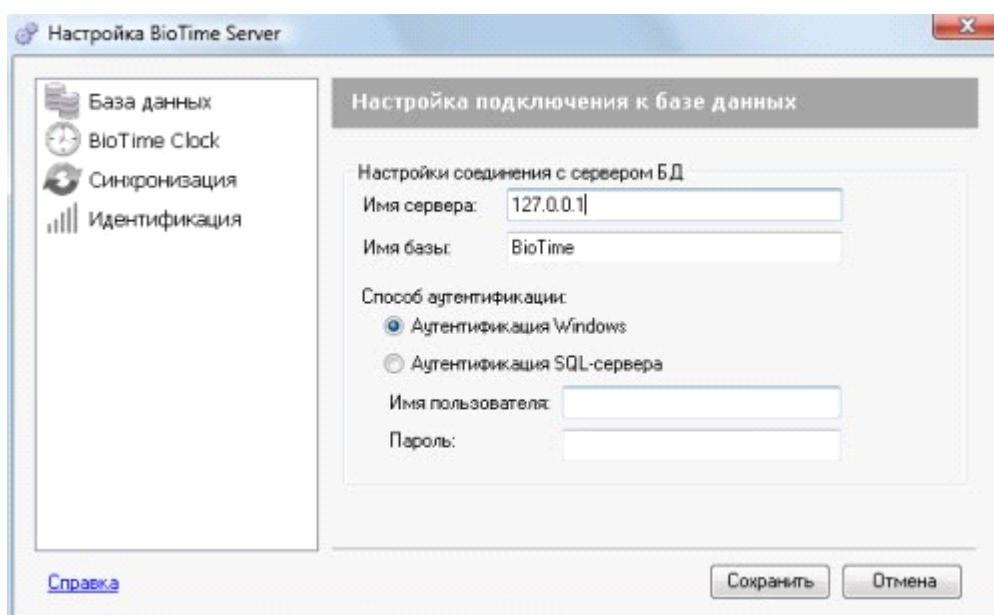 Настройка BioTime Server
База данных
BioTime Clock
Синхронизация
Идентификация
Настройка подключения к базе данных
Настройки соединения с сервером БД
Имя сервера: 127.0.0.1
Имя базы: BioTime
Способ аутентификации:
Аутентификация Windows
Аутентификация SQL-сервера
Имя пользователя:
Пароль:
Справка
Сохранить Отмена